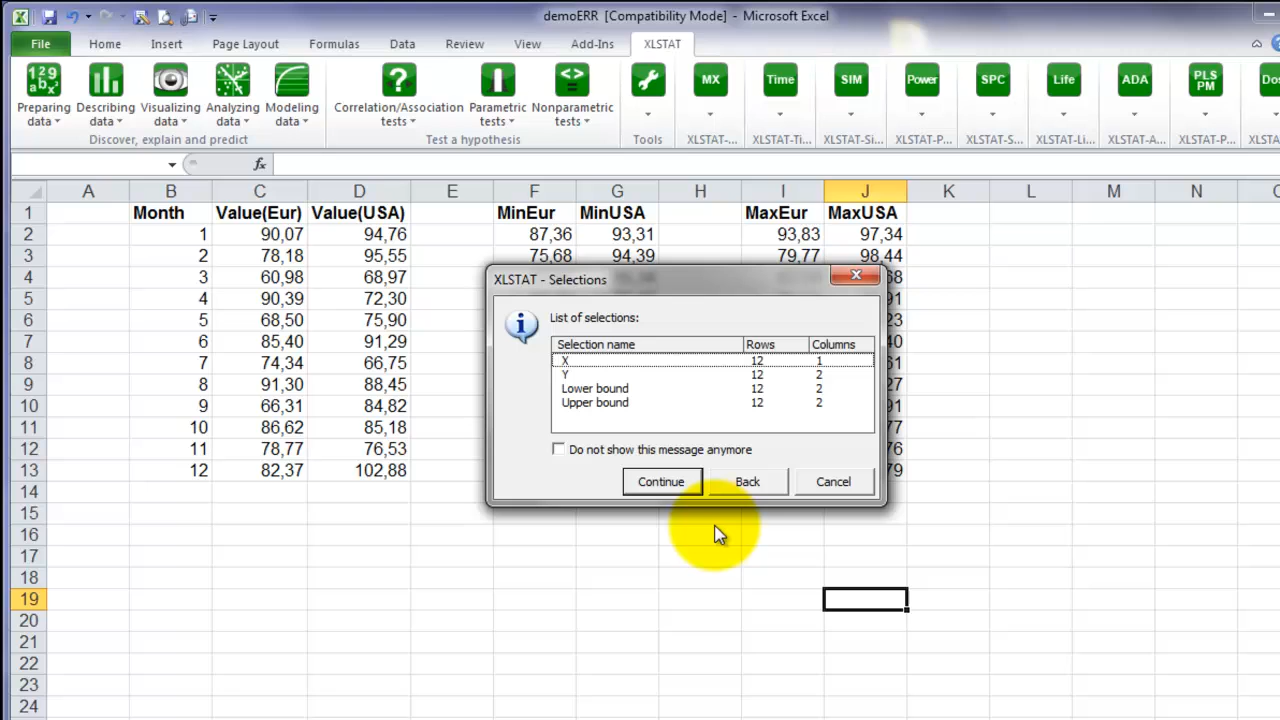 demoERR [Compatibility Mode] - Microsoft Excel
File Home Insert Page Layout Formulas Data Review View Add-Ins XLSTAT
Preparing data Describing data Visualizing data Analyzing data Modeling data Correlation/Association tests Parametric tests Nonparametric tests MX Time SIM Power SPC Life ADA PLS PM
Discover, explain and predict Test a hypothesis Tools XLSTAT-... XLSTAT-Ti... XLSTAT-Si... XLSTAT-P... XLSTAT-S... XLSTAT-Li... XLSTAT-A... XLSTAT-P...
fx
A B C D E F G H I J K L M N
1 Month Value(Eur) Value(USA) MinEur MinUSA MaxEur MaxUSA
2 1 90,07 94,76 87,36 93,31 93,83 97,34
3 2 78,18 95,55 75,68 94,39 79,77 98,44
4 3 60,98 68,97 68
5 4 90,39 72,30 91
6 5 68,50 75,90 23
7 6 85,40 91,29 40
8 7 74,34 66,75 61
9 8 91,30 88,45 27
10 9 66,31 84,82 91
11 10 86,62 85,18 77
12 11 78,77 76,53 76
13 12 82,37 102,88 79
14
15
16
17
18
19
20
21
22
23
24
XLSTAT - Selections
List of selections:
Selection name Rows Columns
X 12 1
Y 12 2
Lower bound 12 2
Upper bound 12 2
Do not show this message anymore
Continue Back Cancel